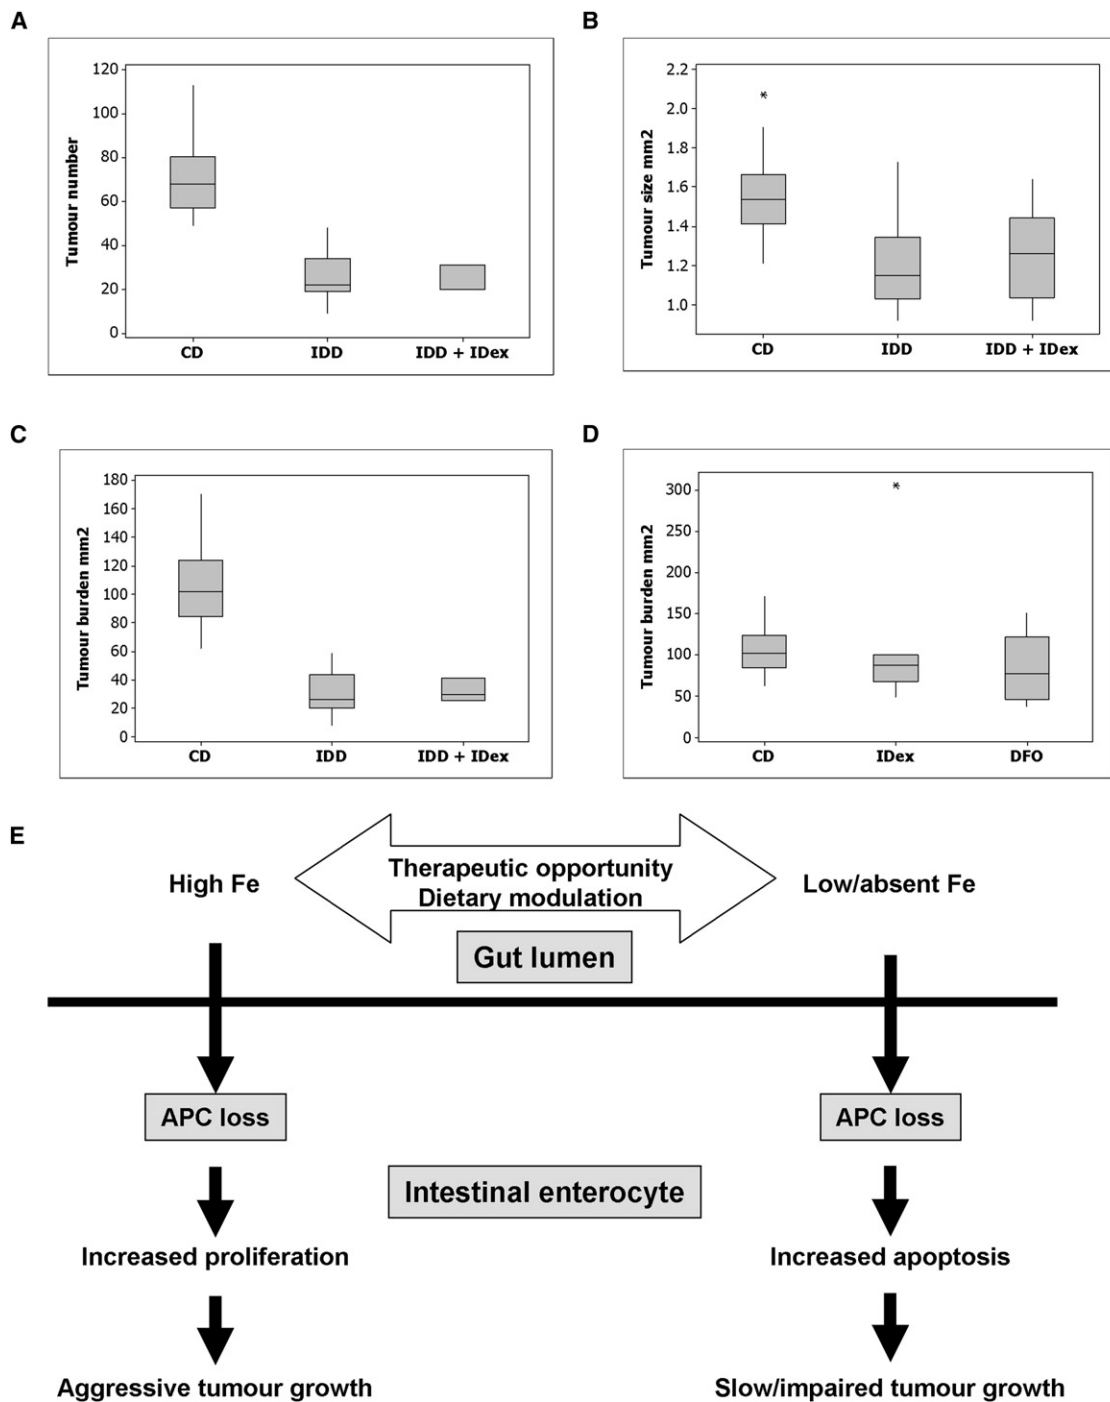 A
Tumour number
120
100
80
60
40
20
0
CD
IDD
IDD + IDex
B
Tumour size mm2
2.2
2.0
1.8
1.6
1.4
1.2
1.0
*
CD
IDD
IDD + IDex
C
Tumour burden mm2
180
160
140
120
100
80
60
40
20
0
CD
IDD
IDD + IDex
D
Tumour burden mm2
300
250
200
150
100
50
0
*
CD
IDex
DFO
E
High Fe
Therapeutic opportunity
Dietary modulation
Low/absent Fe
Gut lumen
APC loss
APC loss
Intestinal enterocyte
Increased proliferation
Increased apoptosis
Aggressive tumour growth
Slow/impaired tumour growth